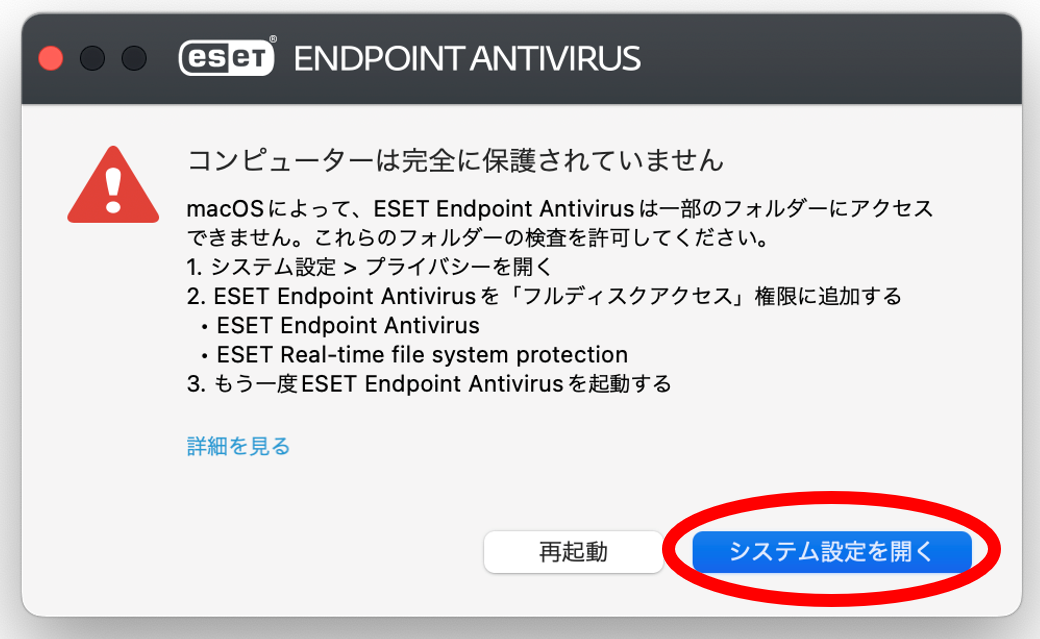 eseT® ENDPOINT ANTIVIRUS
コンピューターは完全に保護されていません
macOSによって、ESET Endpoint Antivirusは一部のフォルダーにアクセス
できません。これらのフォルダーの検査を許可してください。
1. システム設定 > プライバシーを開く
2. ESET Endpoint Antivirusを「フルディスクアクセス」権限に追加する
• ESET Endpoint Antivirus
• ESET Real-time file system protection
3. もう一度ESET Endpoint Antivirusを起動する
詳細を見る
再起動
システム設定を開く